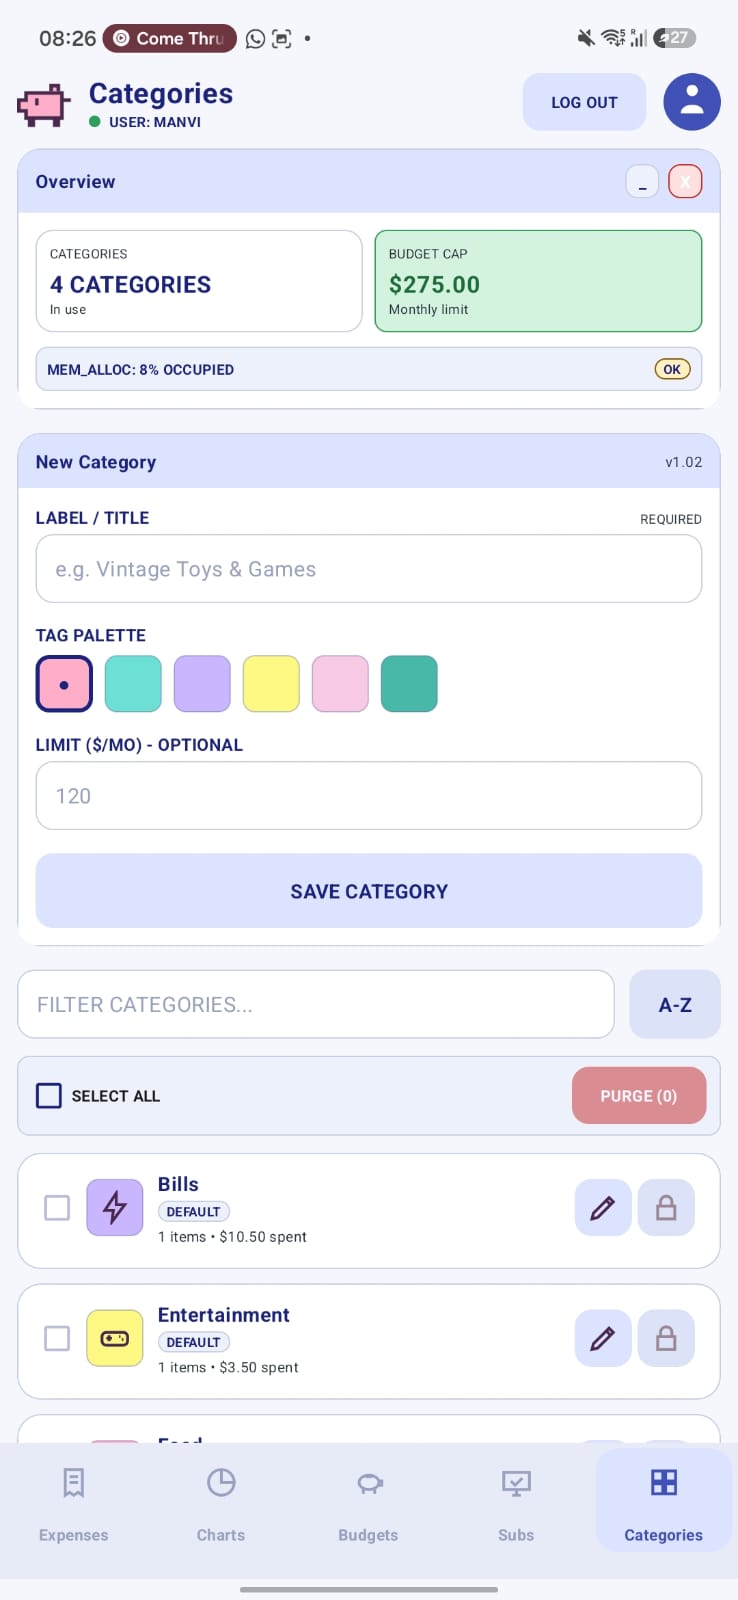 08:26 Come Thru 27
Categories
USER: MANVI
LOG OUT
Overview
_ X
CATEGORIES
4 CATEGORIES
In use
BUDGET CAP
$275.00
Monthly limit
MEM_ALLOC: 8% OCCUPIED
OK
New Category
v1.02
LABEL / TITLE
REQUIRED
e.g. Vintage Toys & Games
TAG PALETTE
LIMIT ($/MO) - OPTIONAL
120
SAVE CATEGORY
FILTER CATEGORIES...
A-Z
SELECT ALL
PURGE (0)
Bills
DEFAULT
1 items • $10.50 spent
Entertainment
DEFAULT
1 items • $3.50 spent
Expenses
Charts
Budgets
Subs
Categories